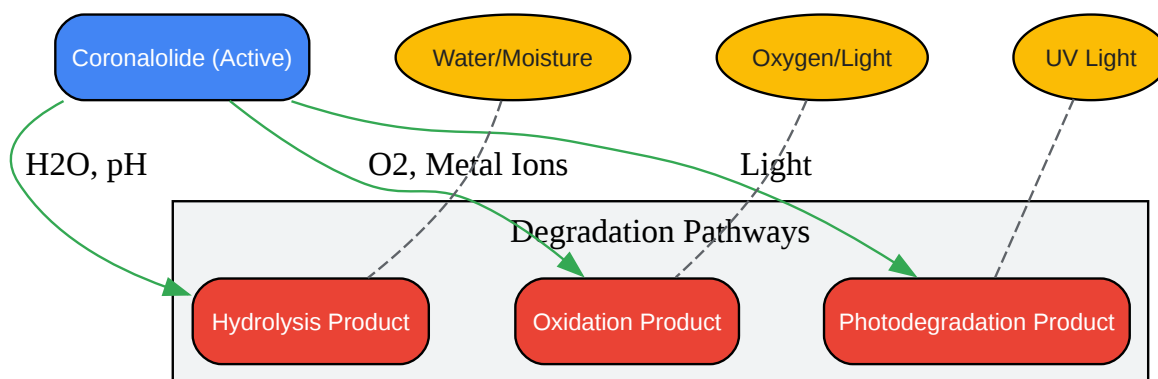 Coronalolide (Active)
Water/Moisture
Oxygen/Light
UV Light
H2O, pH
O2, Metal Ions
Light
Degradation Pathways
Hydrolysis Product
Oxidation Product
Photodegradation Product